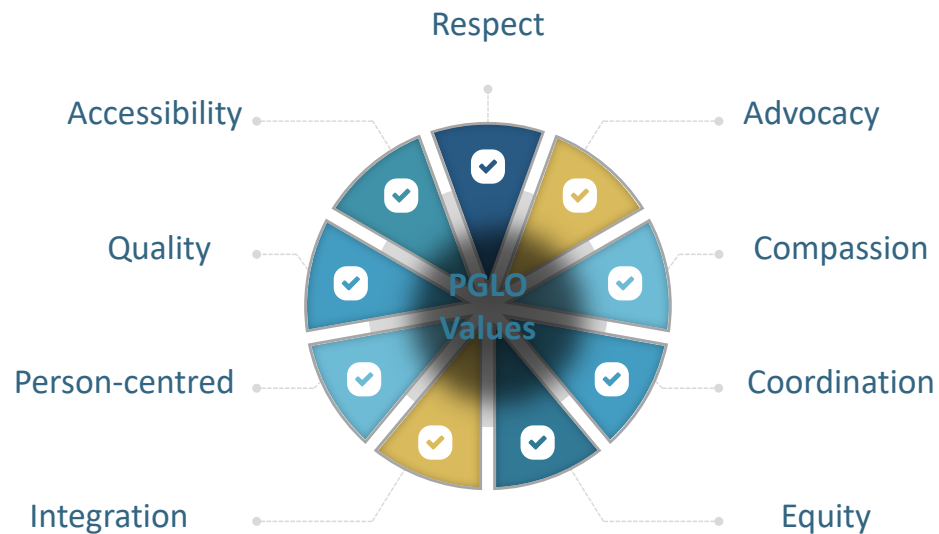 Respect
Accessibility
Advocacy
Quality
Compassion
PGLO
Values
Person-centred
Coordination
Integration
Equity